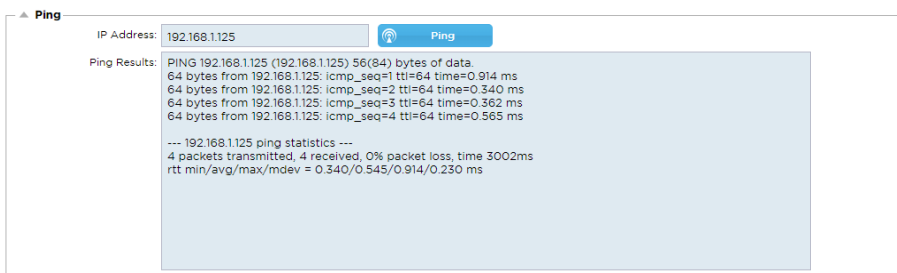 Ping
IP Address: 192.168.1.125 Ping
Ping Results: PING 192.168.1.125 (192.168.1.125) 56(84) bytes of data.
64 bytes from 192.168.1.125: icmp_seq=1 ttl=64 time=0.914 ms
64 bytes from 192.168.1.125: icmp_seq=2 ttl=64 time=0.340 ms
64 bytes from 192.168.1.125: icmp_seq=3 ttl=64 time=0.362 ms
64 bytes from 192.168.1.125: icmp_seq=4 ttl=64 time=0.565 ms
--- 192.168.1.125 ping statistics ---
4 packets transmitted, 4 received, 0% packet loss, time 3002ms
rtt min/avg/max/mdev = 0.340/0.545/0.914/0.230 ms